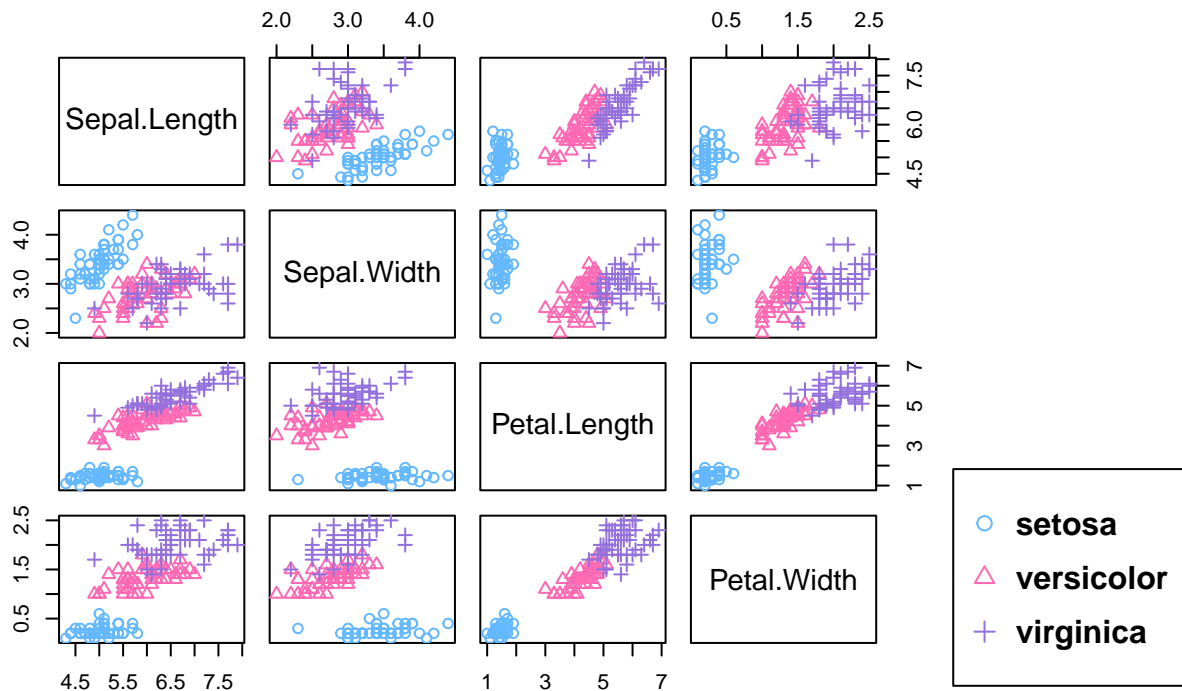 2.0 3.0 4.0 0.5 1.5 2.5
Sepal.Length
4.5 6.0 7.5
2.0 3.0 4.0
Sepal.Width
Petal.Length
1 3 5 7
0.5 1.5 2.5
Petal.Width
4.5 5.5 6.5 7.5 1 3 5 7
setosa
versicolor
virginica